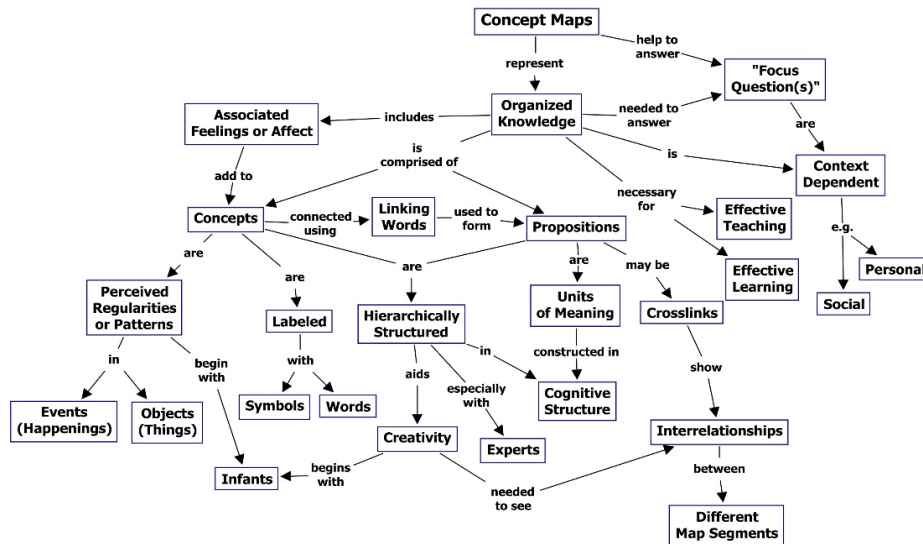 Concept Maps
help to
answer
represent
"Focus
Question(s)"
Organized
Knowledge
needed to
answer
Associated
Feelings or Affect
includes
are
is
comprised of
is
Context
Dependent
add to
necessary
for
Effective
Teaching
Concepts
connected
using
Linking
Words
used to
form
Propositions
e.g.
are
are
are
are
may be
Effective
Learning
Personal
Social
Perceived
Regularities
or Patterns
Labeled
Hierarchically
Structured
Units
of Meaning
Crosslinks
in
begin
with
with
aids
in
especially
with
constructed in
show
Events
(Happenings)
Objects
(Things)
Symbols
Words
Cognitive
Structure
Creativity
Experts
Interrelationships
Infants
begins
with
needed
to see
between
Different
Map Segments